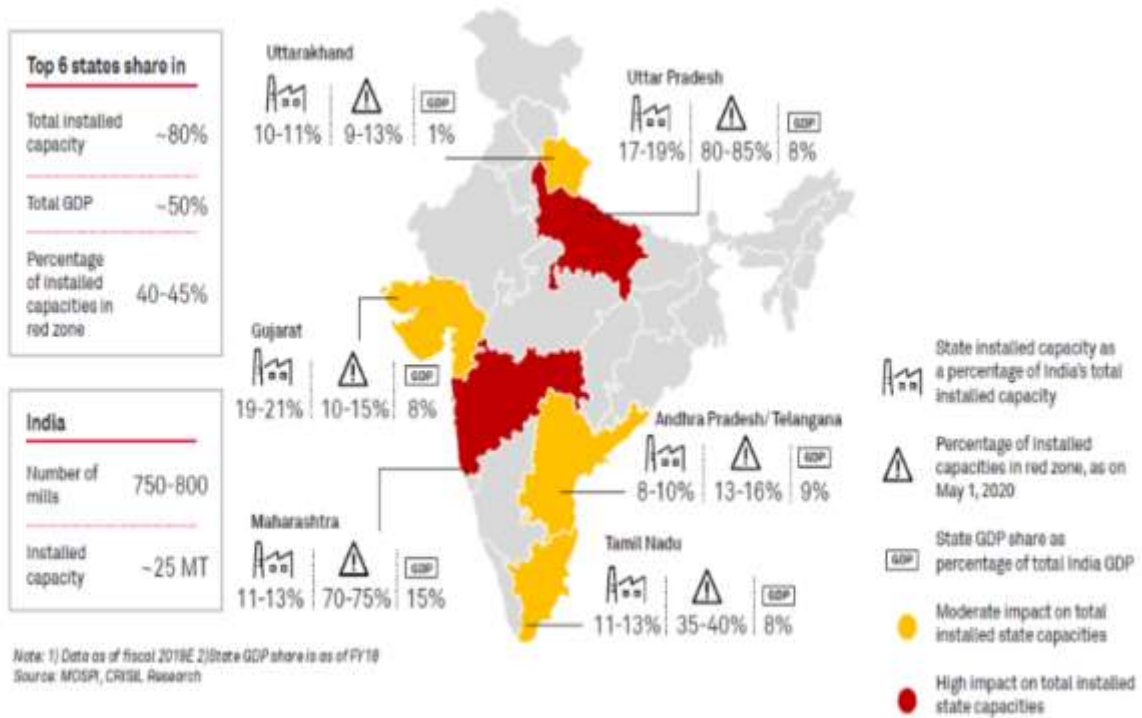 Top 6 states share in
Total installed
capacity
~80%
Total GDP
~50%
Percentage
of installed
capacities in
red zone
40-45%
India
Number of
mills
750-800
Installed
capacity
~25 MT
Uttarakhand
GDP
10-11%
9-13%
1%
Uttar Pradesh
GDP
17-19%
80-85%
8%
Gujarat
GDP
19-21%
10-15%
8%
Andhra Pradesh/ Telangana
GDP
8-10%
13-16%
9%
Maharashtra
GDP
11-13%
70-75%
15%
Tamil Nadu
GDP
11-13%
35-40%
8%
State installed capacity as
a percentage of India's total
installed capacity
Percentage of installed
capacities in red zone, as on
May 1, 2020
GDP
State GDP share as
percentage of total India GDP
Moderate impact on total
installed state capacities
High impact on total installed
state capacities
Note: 1) Data as of fiscal 2019E 2)State GDP share is as of FY18
Source: MOSPI, CRISIL Research